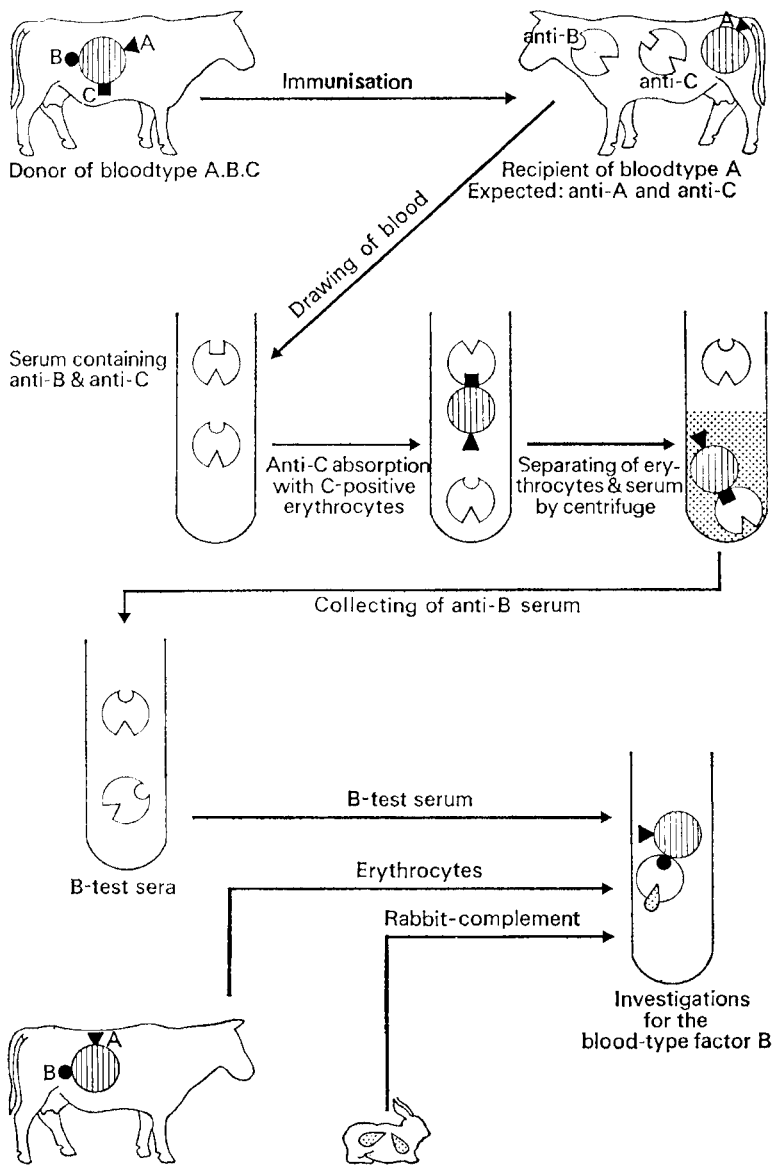 B
A
C
Donor of bloodtype A.B.C
Immunisation
anti-B
anti-C
A
Recipient of bloodtype A
Expected: anti-A and anti-C
Drawing of blood
Serum containing
anti-B & anti-C
Anti-C absorption
with C-positive
erythrocytes
Separating of ery-
throcytes & serum
by centrifuge
Collecting of anti-B serum
B-test sera
B-test serum
Erythrocytes
Rabbit-complement
Investigations
for the
blood-type factor B
A
B